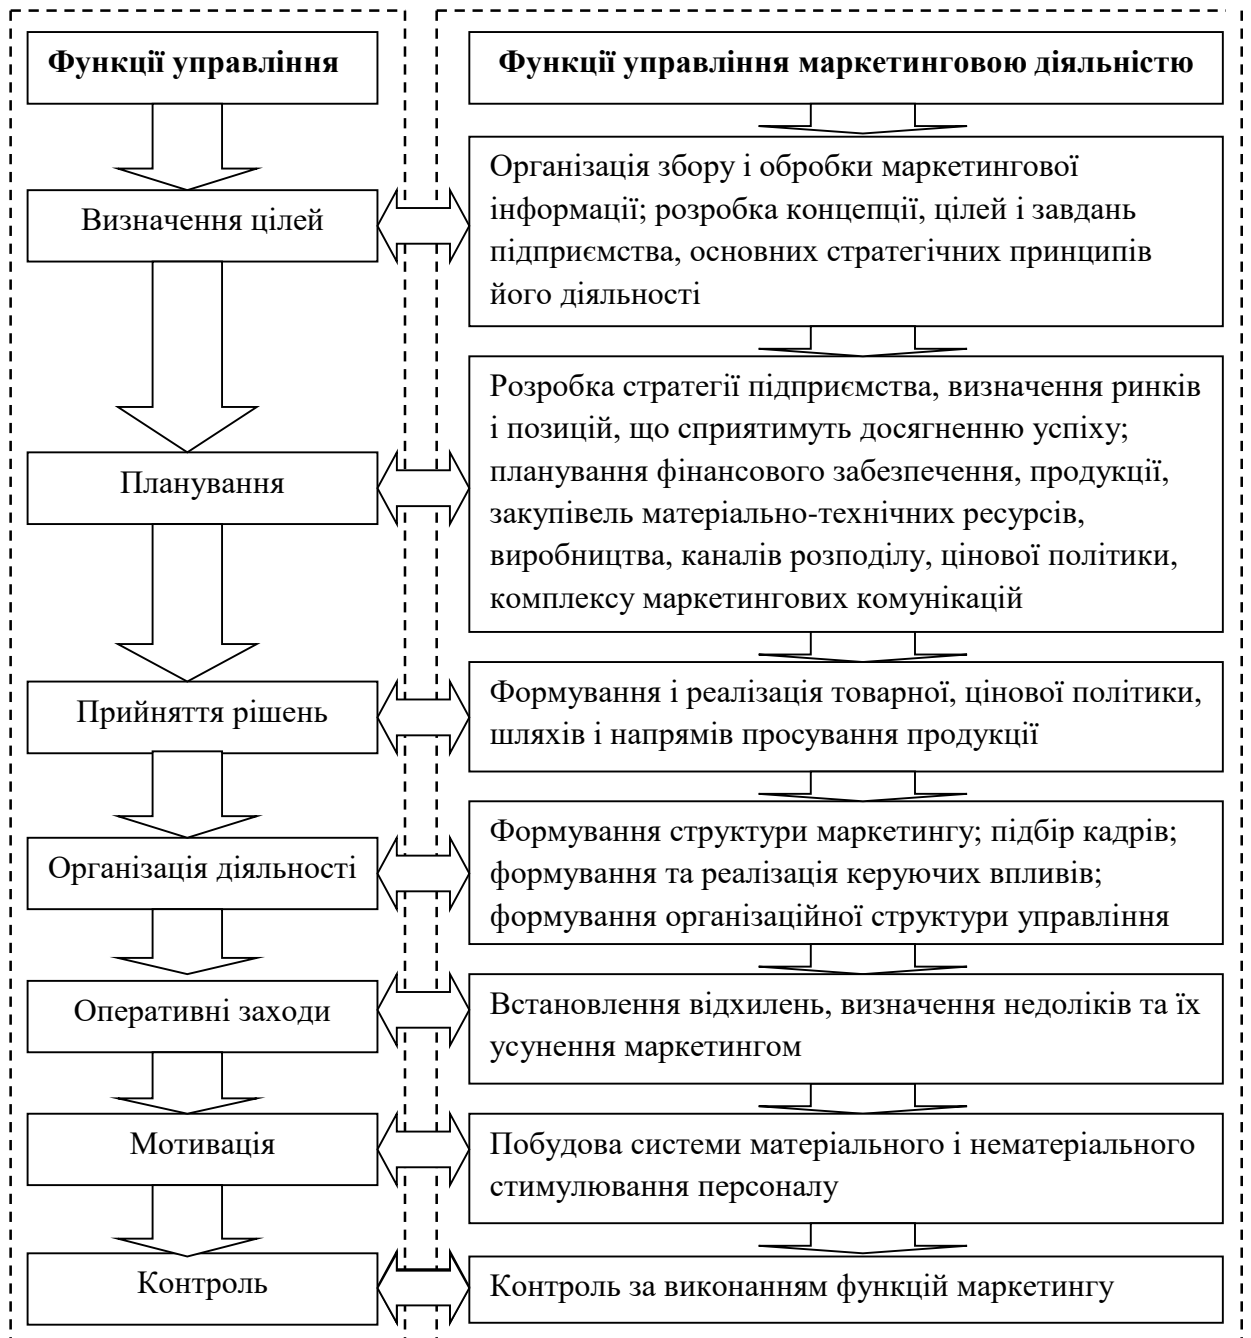 Функції управління
Функції управління маркетинговою діяльністю
Визначення цілей
Організація збору і обробки маркетингової
інформації; розробка концепції, цілей і завдань
підприємства, основних стратегічних принципів
його діяльності
Планування
Розробка стратегії підприємства, визначення ринків
і позицій, що сприятимуть досягненню успіху;
планування фінансового забезпечення, продукції,
закупівель матеріально-технічних ресурсів,
виробництва, каналів розподілу, цінової політики,
комплексу маркетингових комунікацій
Прийняття рішень
Формування і реалізація товарної, цінової політики,
шляхів і напрямів просування продукції
Організація діяльності
Формування структури маркетингу; підбір кадрів;
формування та реалізація керуючих впливів;
формування організаційної структури управління
Оперативні заходи
Встановлення відхилень, визначення недоліків та їх
усунення маркетингом
Мотивація
Побудова системи матеріального і нематеріального
стимулювання персоналу
Контроль
Контроль за виконанням функцій маркетингу